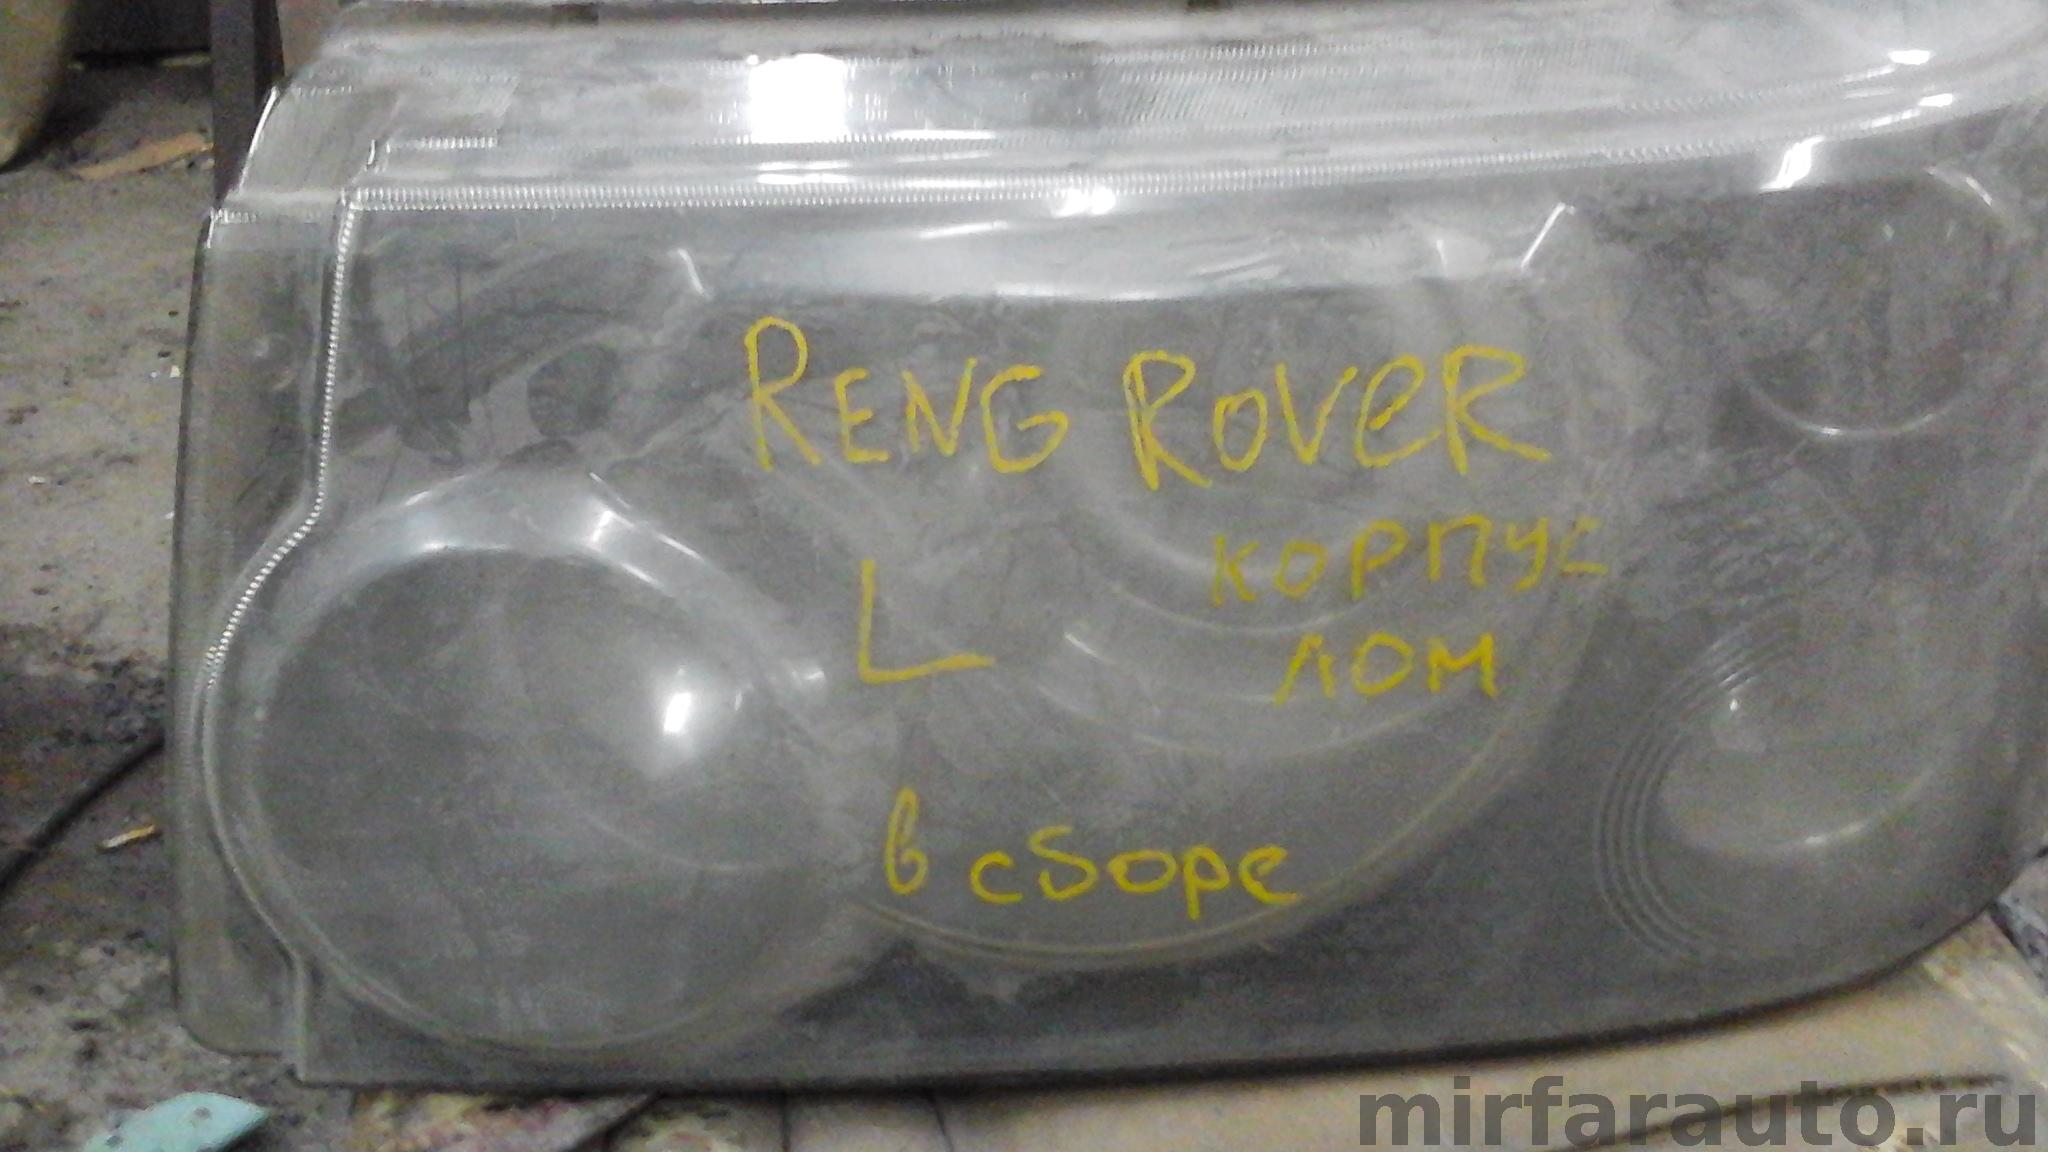 RENG ROVeR
корпус
L
лом
в сборе
mirfarauto.ru